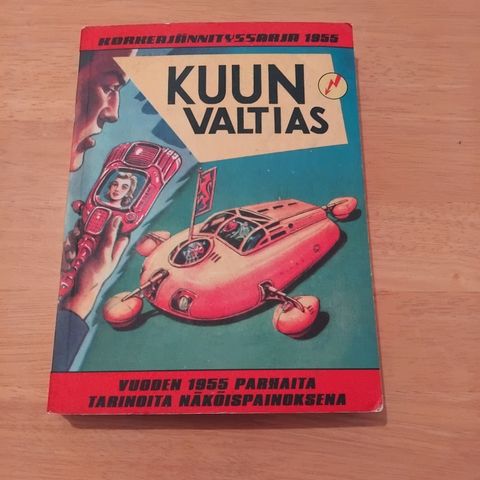 KORKEAJÄNNITYSSARJA 1955
KUUN
VALTIAS
VUODEN 1955 PARHAITA
TARINOITA NÄKÖISPAINOKSENA